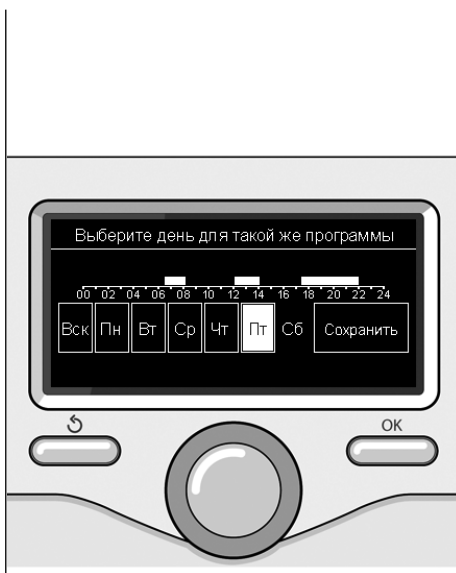 Выберите день для такой же программы
00 02 04 06 08 10 12 14 16 18 20 22 24
Вск Пн Вт Ср Чт Пт Сб Сохранить
OK